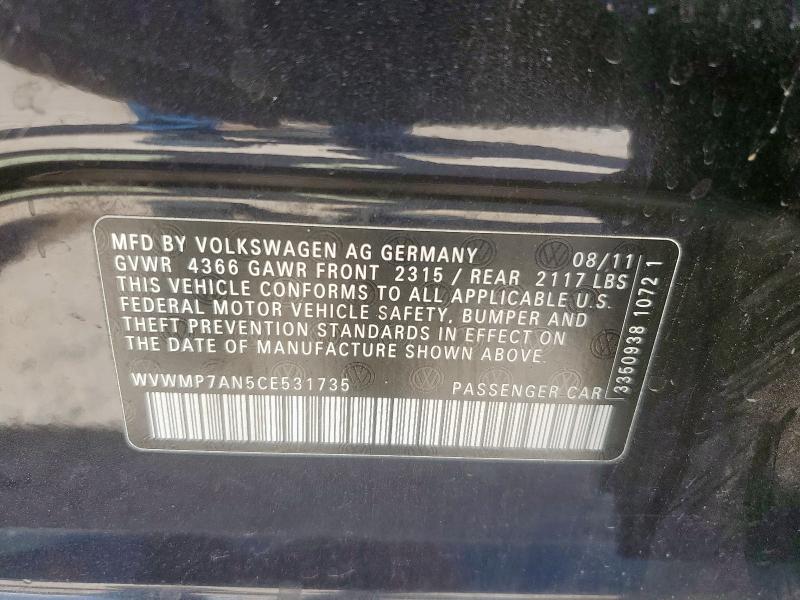 MFD BY VOLKSWAGEN AG GERMANY 08/11
GVWR 4366 GAWR FRONT 2315 / REAR 2117 LBS
THIS VEHICLE CONFORMS TO ALL APPLICABLE U.S.
FEDERAL MOTOR VEHICLE SAFETY, BUMPER AND
THEFT PREVENTION STANDARDS IN EFFECT ON
THE DATE OF MANUFACTURE SHOWN ABOVE.
WVWMP7AN5CE531735 PASSENGER CAR
3350938 1072 1